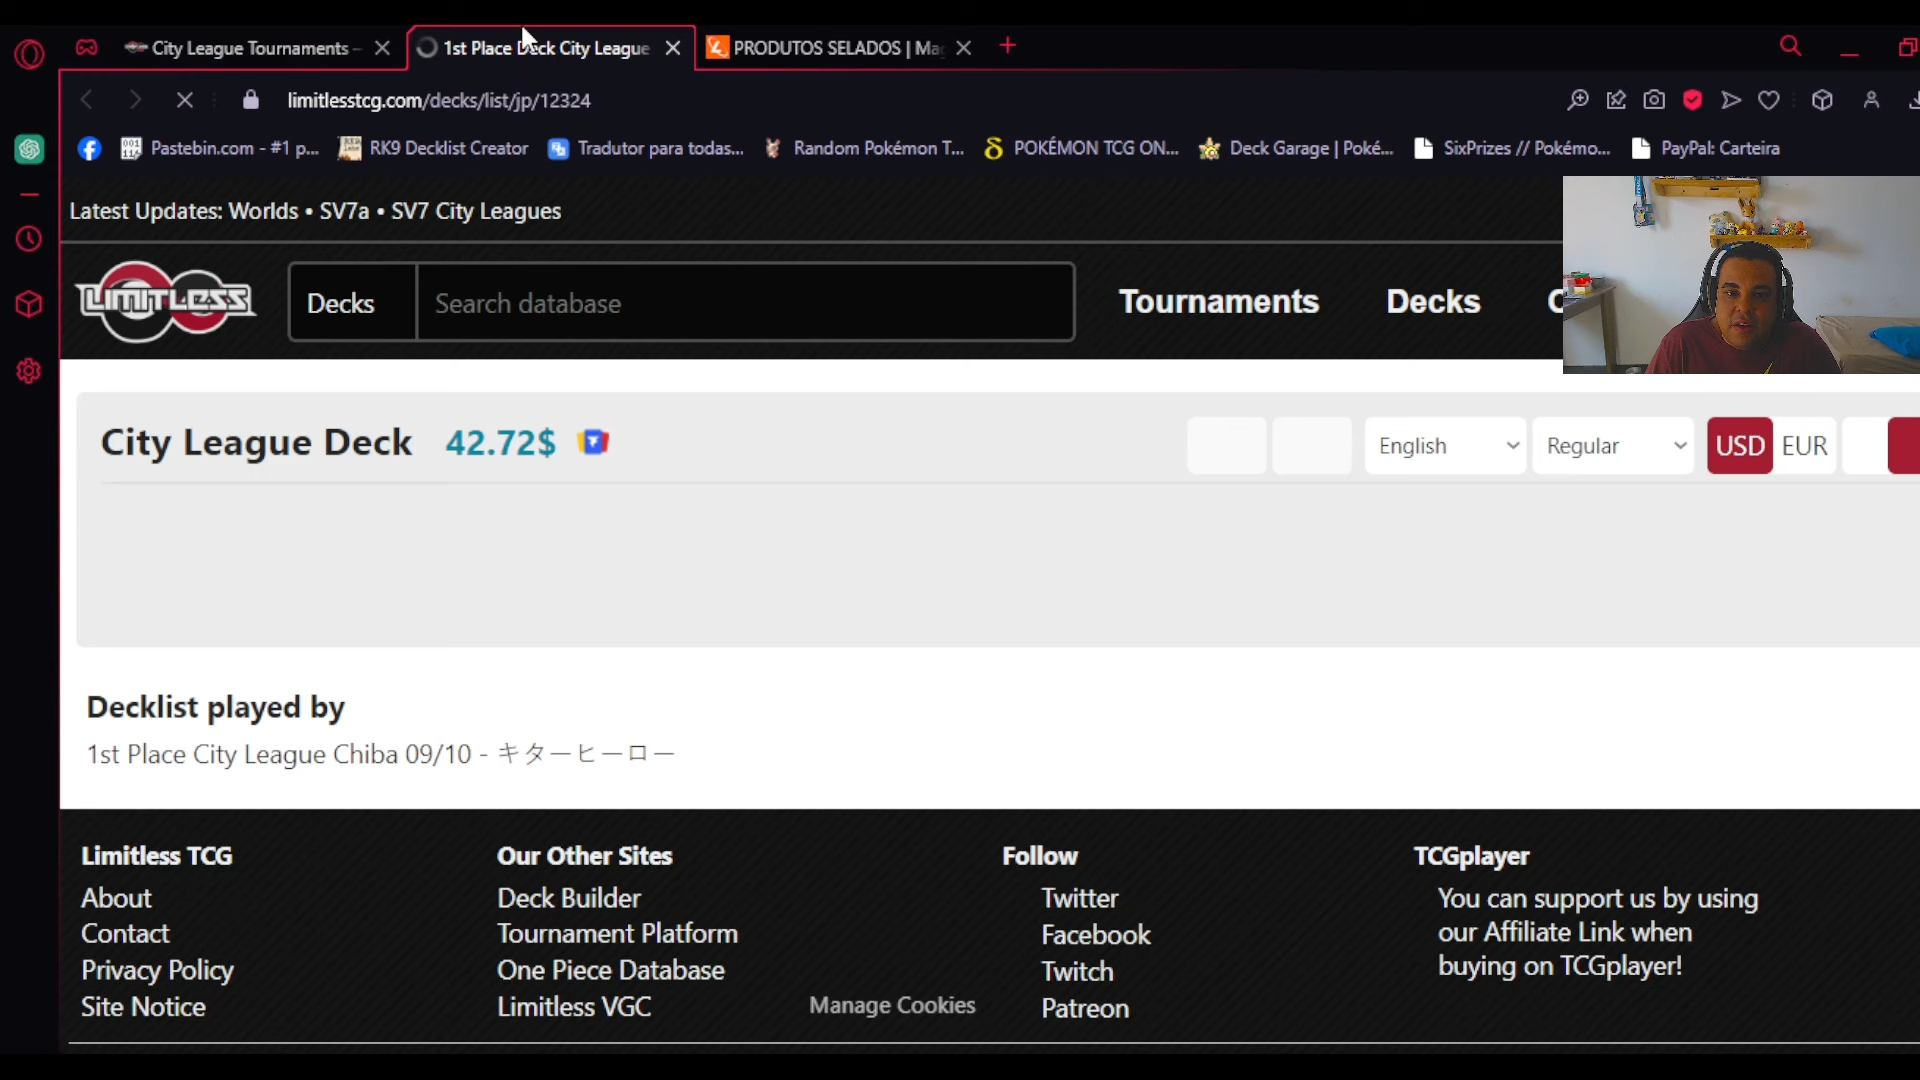 City League Tournaments –
1st Place Deck City League
PRODUTOS SELADOS | Ma
limitlesstcg.com/decks/list/jp/12324
Pastebin.com - #1 p...
RK9 Decklist Creator
Tradutor para todas...
Random Pokémon T...
POKÉMON TCG ON...
Deck Garage | Poké...
SixPrizes // Pokémo...
PayPal: Carteira
Latest Updates: Worlds • SV7a • SV7 City Leagues
LIMITLESS
Decks
Search database
Tournaments
Decks
City League Deck 42.72$
English
Regular
USD
EUR
Decklist played by
1st Place City League Chiba 09/10 - キターヒーロー
Limitless TCG
About
Contact
Privacy Policy
Site Notice
Our Other Sites
Deck Builder
Tournament Platform
One Piece Database
Limitless VGC
Manage Cookies
Follow
Twitter
Facebook
Twitch
Patreon
TCGplayer
You can support us by using
our Affiliate Link when
buying on TCGplayer!